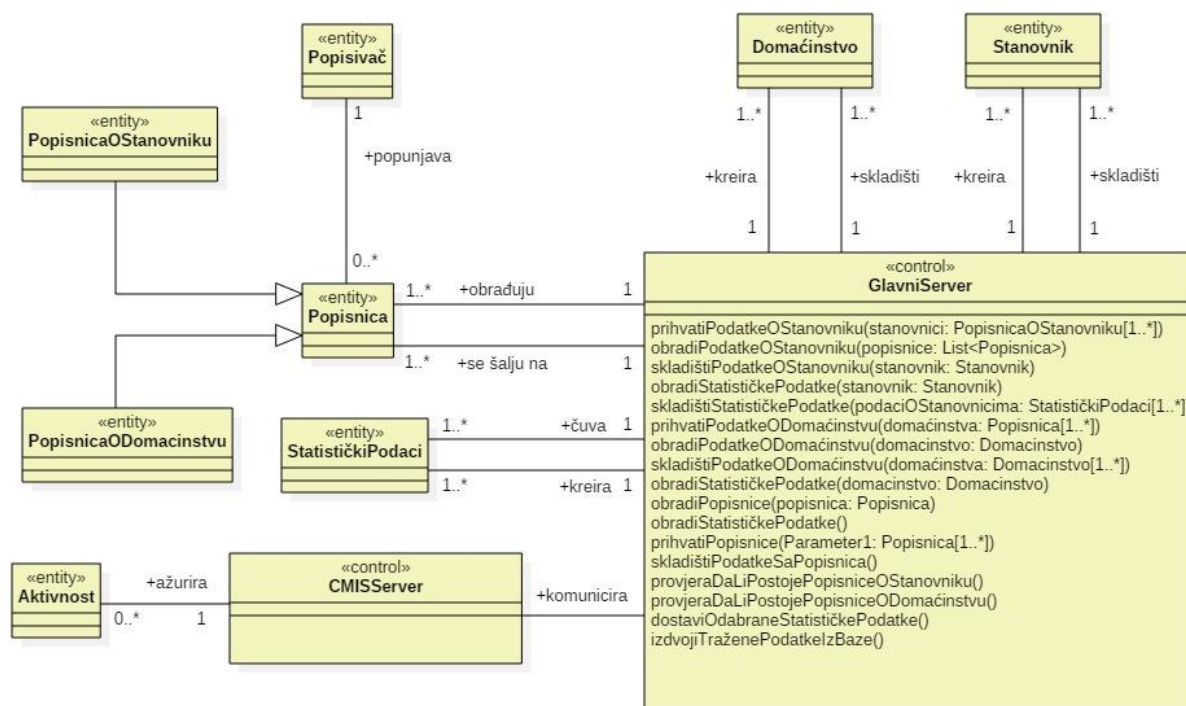 «entity»
Popisivač
«entity»
Domaćinstvo
«entity»
Stanovnik
«entity»
PopisnicaOStanovniku
1
+popunjava
0..*
1..*
1..*
1..*
1..*
+kreira
+skladišti
+kreira
+skladišti
1
1
1
1
«entity»
Popisnica
1..*
+obrađuju
1
1..*
+se šalju na
1
«entity»
PopisnicaODomacinstvu
«entity»
StatističkiPodaci
1..*
+čuva
1
1..*
+kreira
1
«entity»
Aktivnost
+ažurira
0..*
1
«control»
CMISServer
+komunicira
«control»
GlavniServer
prihvatiPodatkeOStanovniku(stanovnici: PopisnicaOStanovniku[1..*])
obradiPodatkeOStanovniku(popisnice: List<Popisnica>)
skladištiPodatkeOStanovniku(stanovnik: Stanovnik)
obradiStatističkePodatke(stanovnik: Stanovnik)
skladištiStatističkePodatke(podaciOStanovnicima: StatističkiPodaci[1..*]
prihvatiPodatkeODomaćinstvu(domacinstva: Popisnica[1..*])
obradiPodatkeODomaćinstvu(domacinstvo: Domacinstvo)
skladištiPodatkeODomaćinstvu(domaćinstva: Domacinstvo[1..*])
obradiStatističkePodatke(domacinstvo: Domacinstvo)
obradiPopisnice(popisnica: Popisnica)
obradiStatističkePodatke()
prihvatiPopisnice(Parameter1: Popisnica[1..*])
skladištiPodatkeSaPopisnica()
provjeraDaLiPostojePopisniceOStanovniku()
provjeraDaLiPostojePopisniceODomaćinstvu()
dostaviOdabraneStatističkePodatke()
izdvojiTraženePodatkeIzBaze()